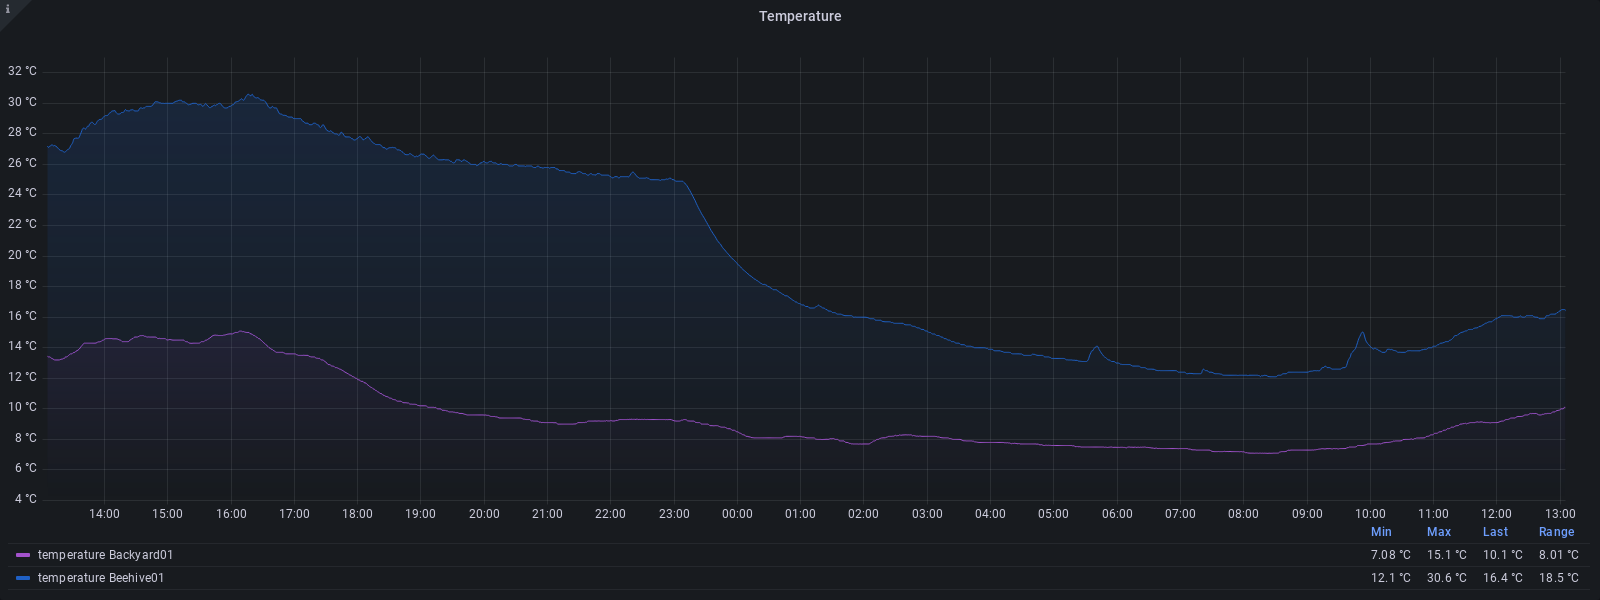 i
Temperature
32 °C
30 °C
28 °C
26 °C
24 °C
22 °C
20 °C
18 °C
16 °C
14 °C
12 °C
10 °C
8 °C
6 °C
4 °C
14:00 15:00 16:00 17:00 18:00 19:00 20:00 21:00 22:00 23:00 00:00 01:00 02:00 03:00 04:00 05:00 06:00 07:00 08:00 09:00 10:00 11:00 12:00 13:00
Min Max Last Range
temperature Backyard01 7.08 °C 15.1 °C 10.1 °C 8.01 °C
temperature Beehive01 12.1 °C 30.6 °C 16.4 °C 18.5 °C